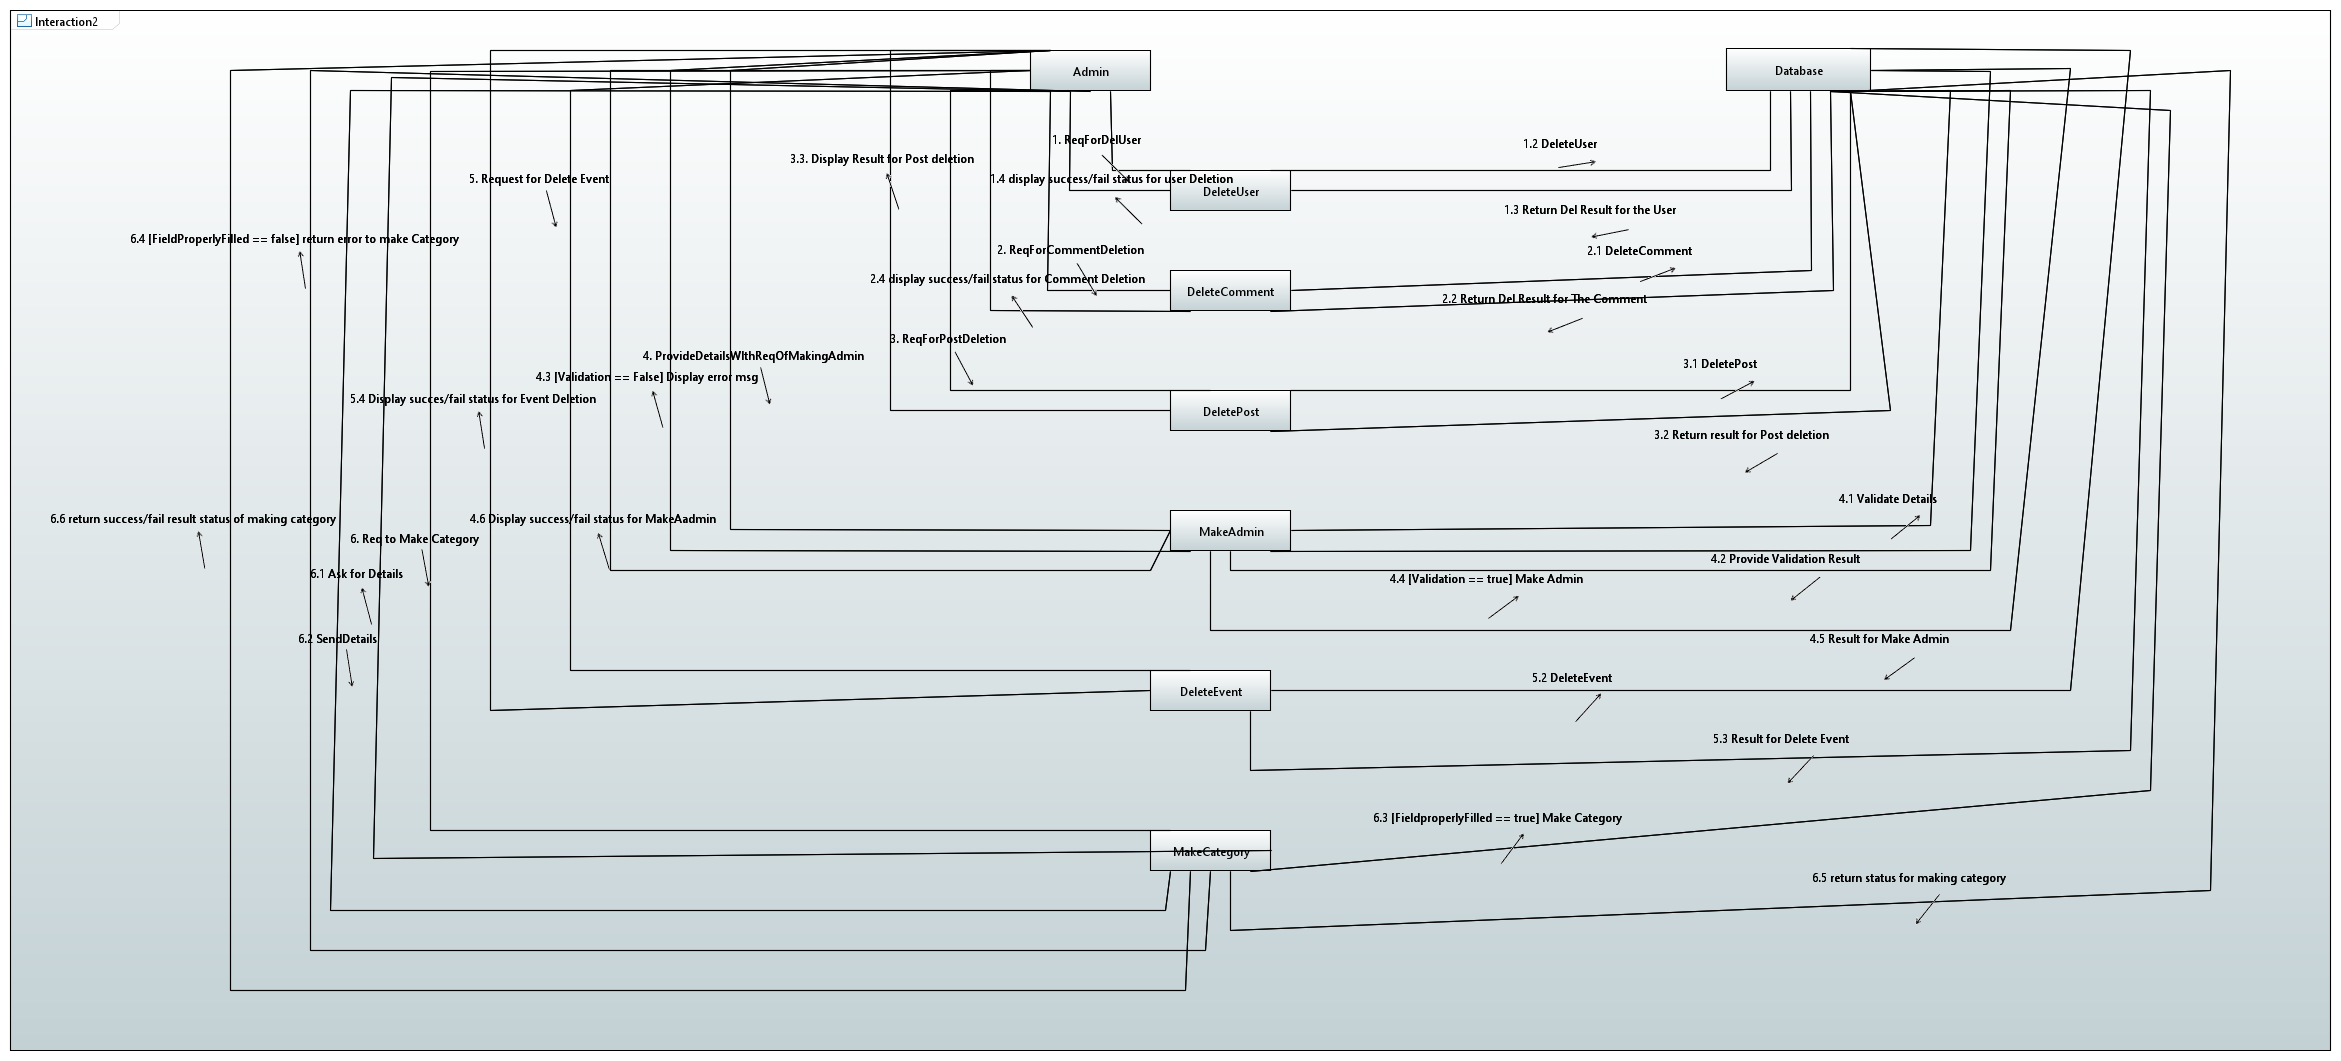 Interaction2
Admin
Database
1. ReqForDelUser
1.2 DeleteUser
3.3. Display Result for Post deletion
5. Request for Delete Event
1.4 display success/fail status for user Deletion
DeleteUser
1.3 Return Del Result for the User
6.4 [FieldProperlyFilled == false] return error to make Category
2. ReqForCommentDeletion
2.1 DeleteComment
2.4 display success/fail status for Comment Deletion
DeleteComment
2.2 Return Del Result for The Comment
3. ReqForPostDeletion
4. ProvideDetailsWIthReqOfMakingAdmin
3.1 DeletePost
4.3 [Validation == False] Display error msg
5.4 Display succes/fail status for Event Deletion
DeletePost
3.2 Return result for Post deletion
4.1 Validate Details
6.6 return success/fail result status of making category
4.6 Display success/fail status for MakeAadmin
MakeAdmin
6. Req to Make Category
4.2 Provide Validation Result
6.1 Ask for Details
4.4 [Validation == true] Make Admin
6.2 SendDetails
4.5 Result for Make Admin
5.2 DeleteEvent
DeleteEvent
5.3 Result for Delete Event
6.3 [FieldproperlyFilled == true] Make Category
MakeCategory
6.5 return status for making category